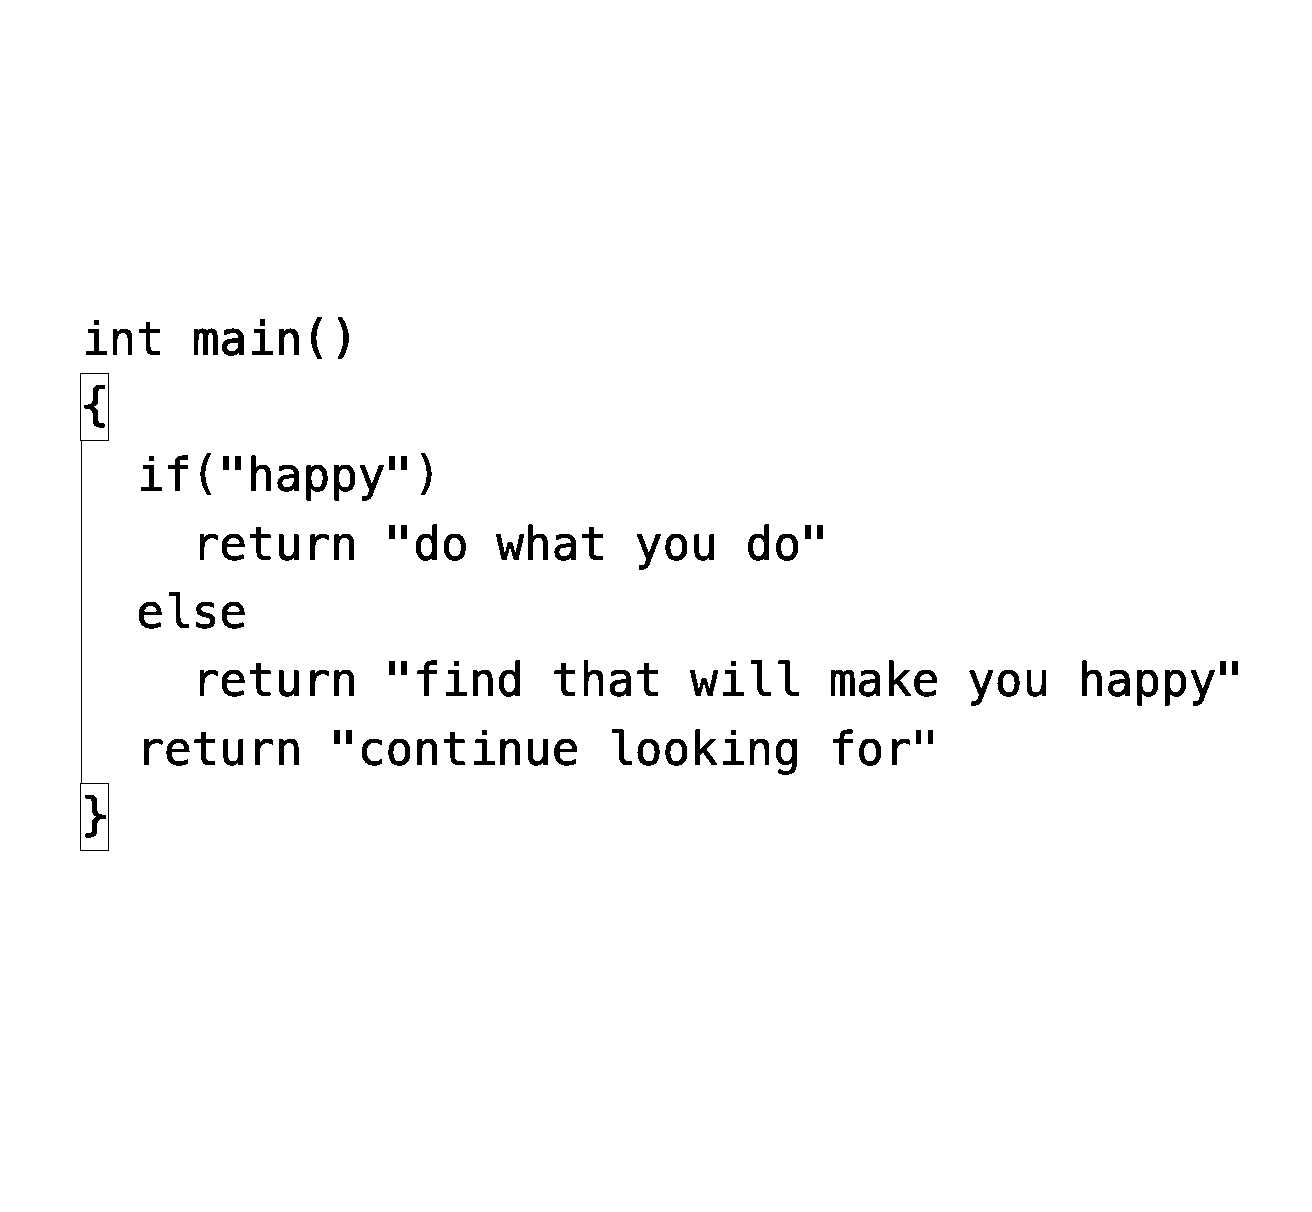 int main()
{
if("happy")
return "do what you do"
else
return "find that will make you happy"
return "continue looking for"
}